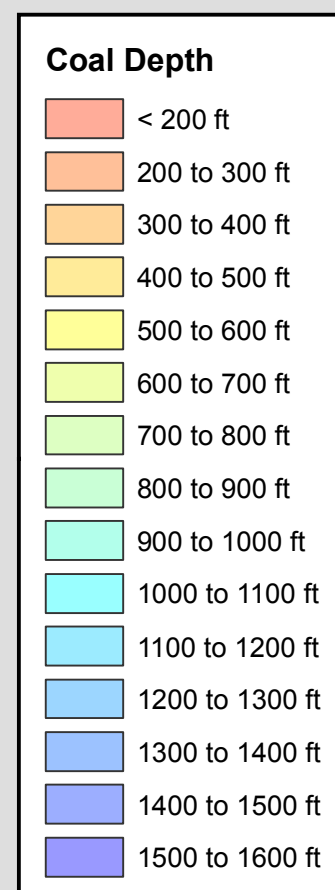 Coal Depth
< 200 ft
200 to 300 ft
300 to 400 ft
400 to 500 ft
500 to 600 ft
600 to 700 ft
700 to 800 ft
800 to 900 ft
900 to 1000 ft
1000 to 1100 ft
1100 to 1200 ft
1200 to 1300 ft
1300 to 1400 ft
1400 to 1500 ft
1500 to 1600 ft